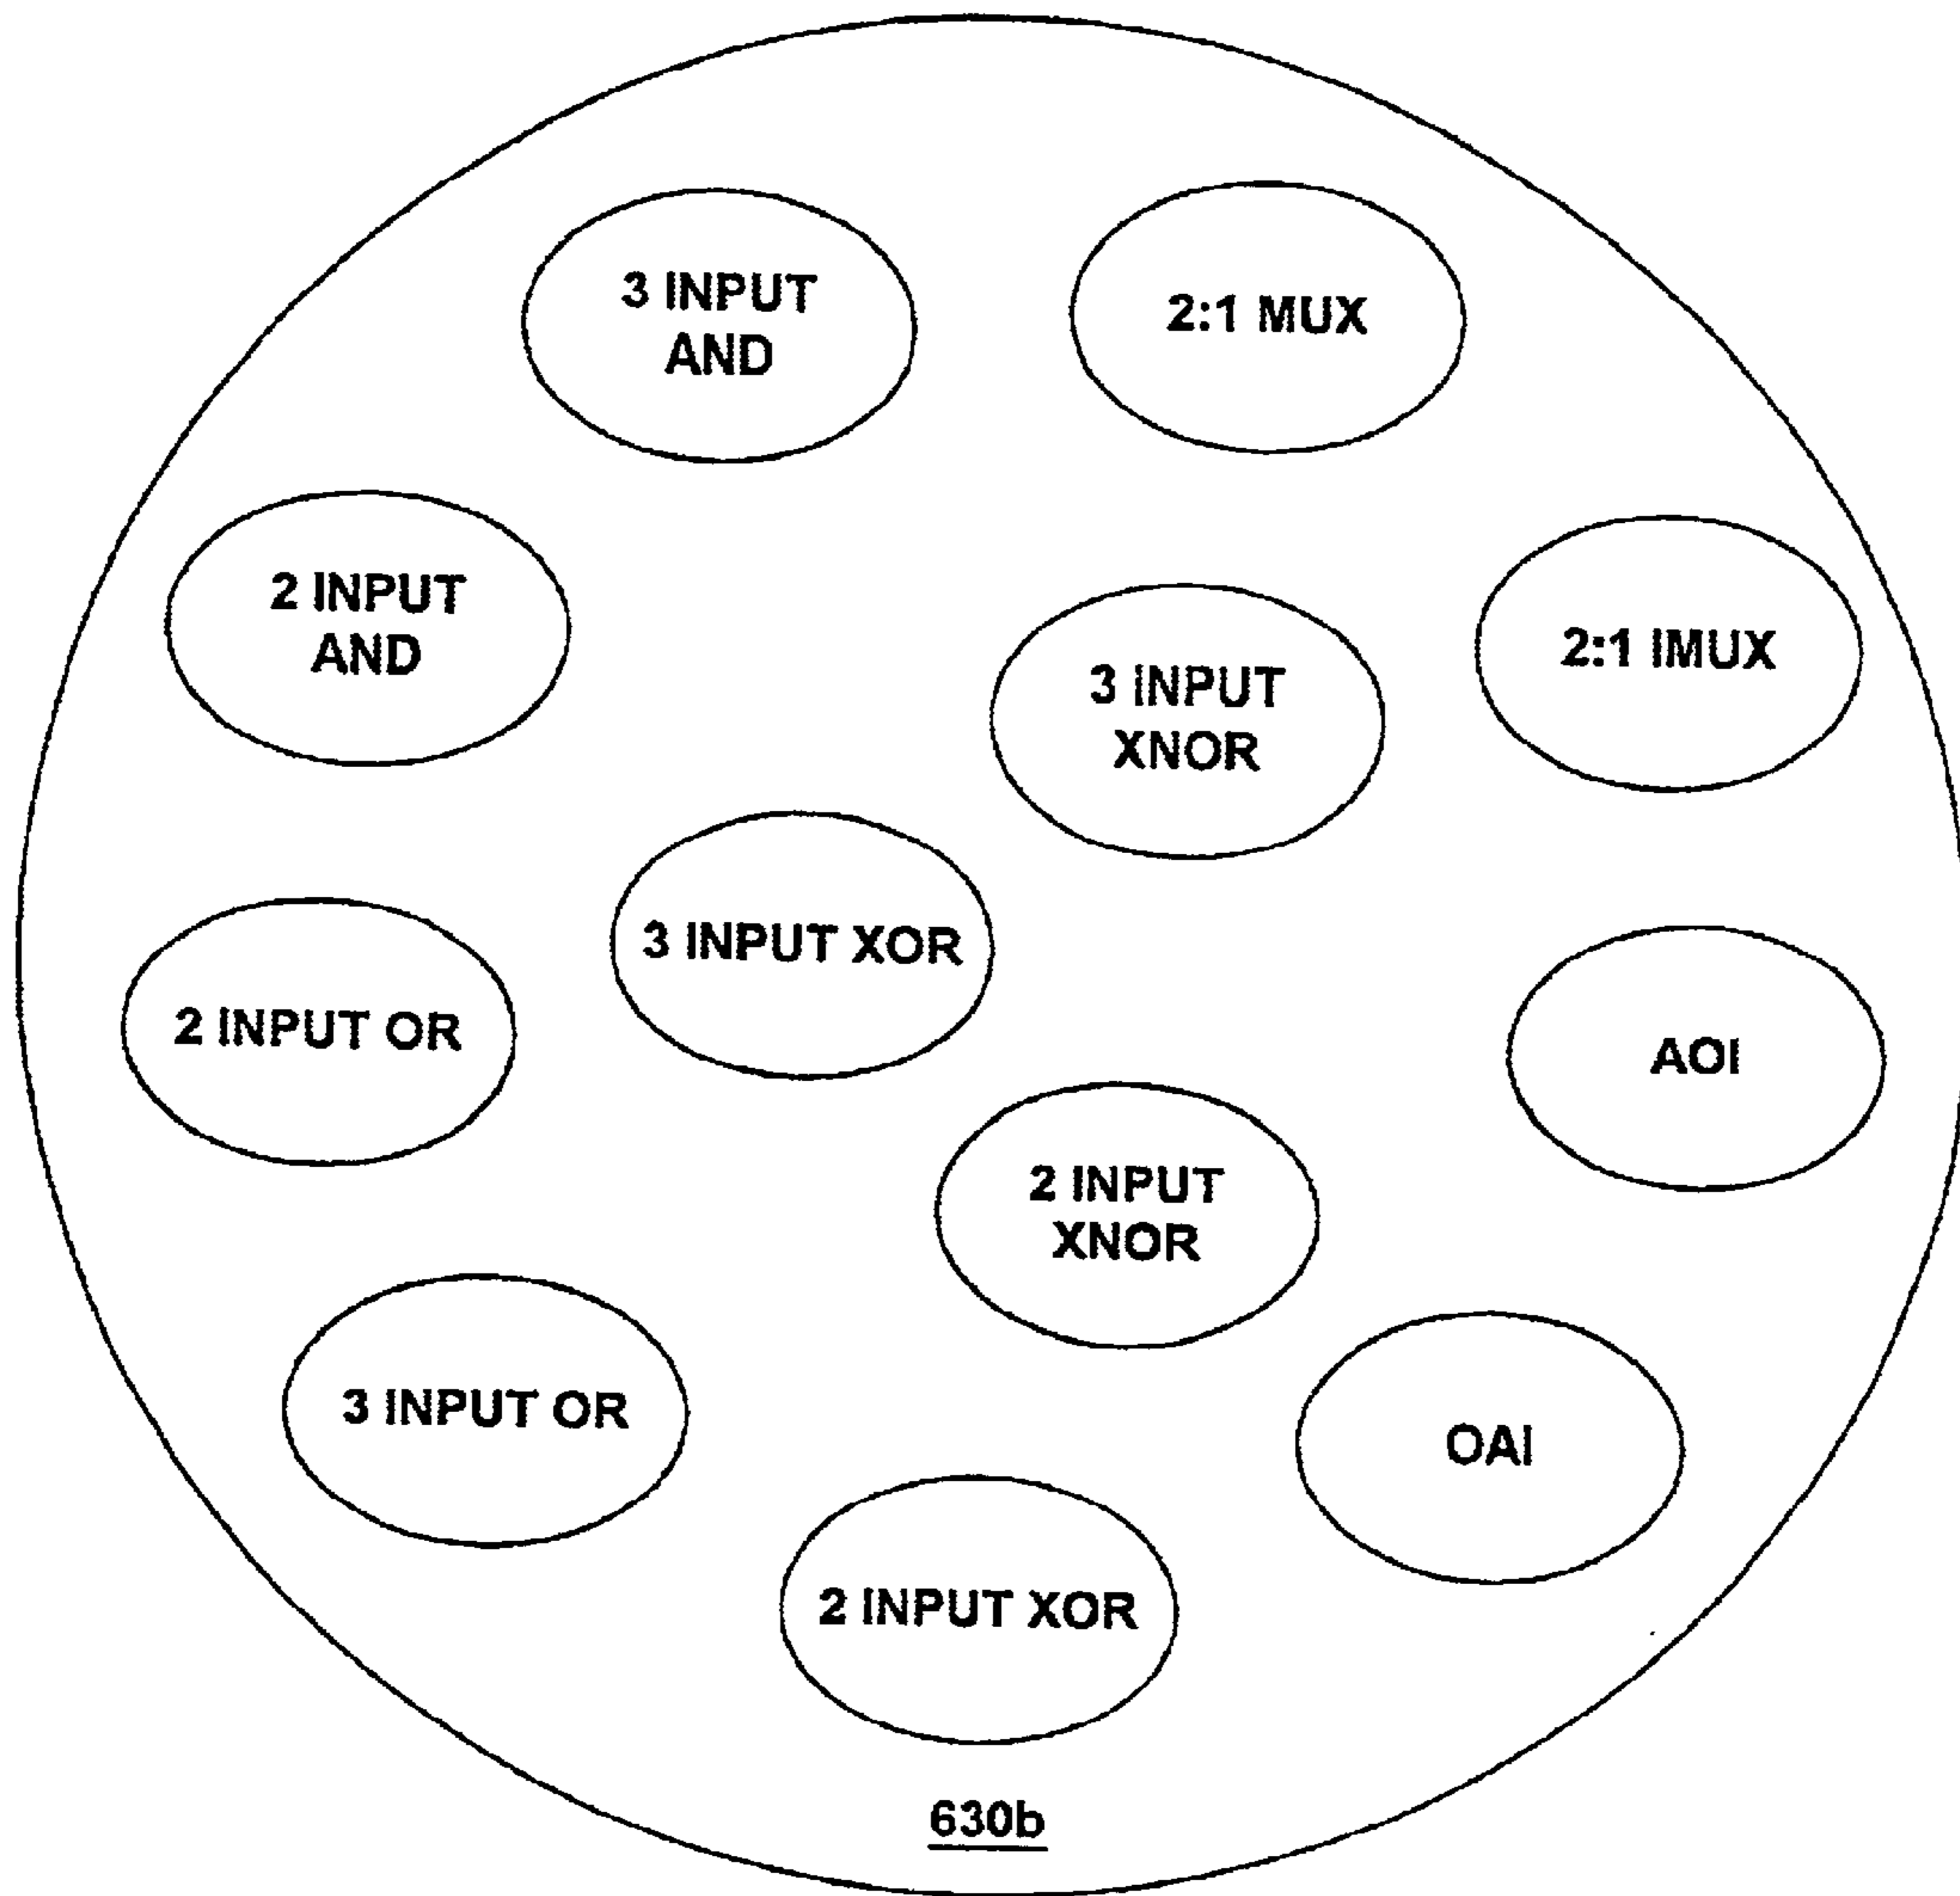 3 INPUT
AND
2:1 MUX
2 INPUT
AND
2:1 IMUX
3 INPUT
XNOR
3 INPUT XOR
2 INPUT OR
AOI
2 INPUT
XNOR
3 INPUT OR
OAI
2 INPUT XOR
630b